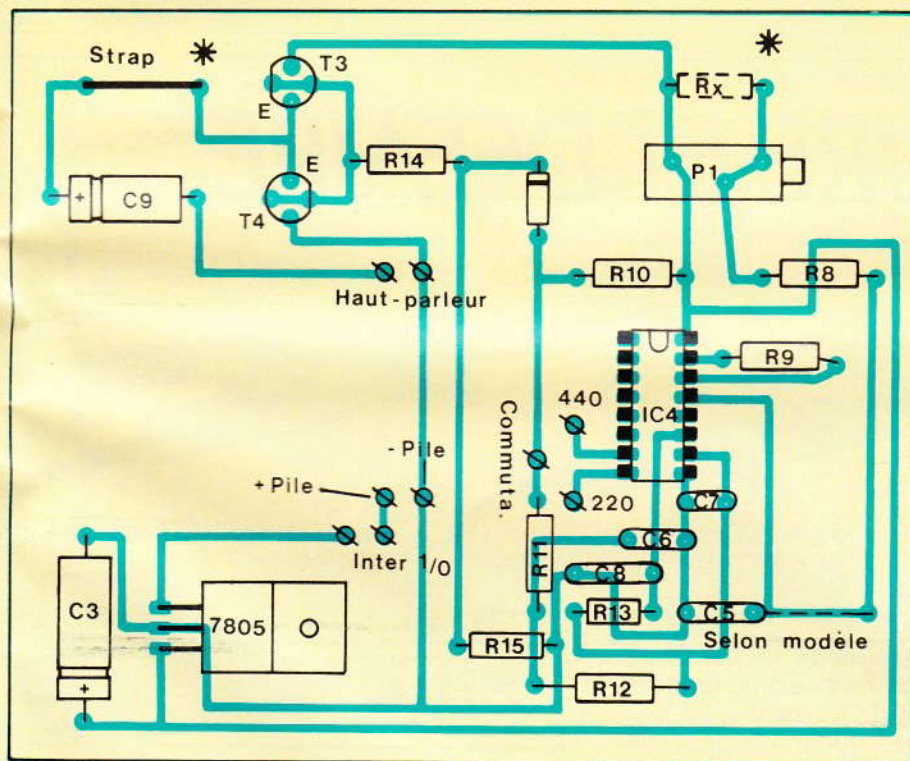 Strap
T3
Rx
E
E
R14
P1
C9
+
T4
R10
R8
Haut-parleur
R9
440
IC4
Commuta.
- Pile
+ Pile
220
C7
Inter 1/0
R11
C6
C8
C3
7805
R13
C5
R15
Selon modèle
R12
+